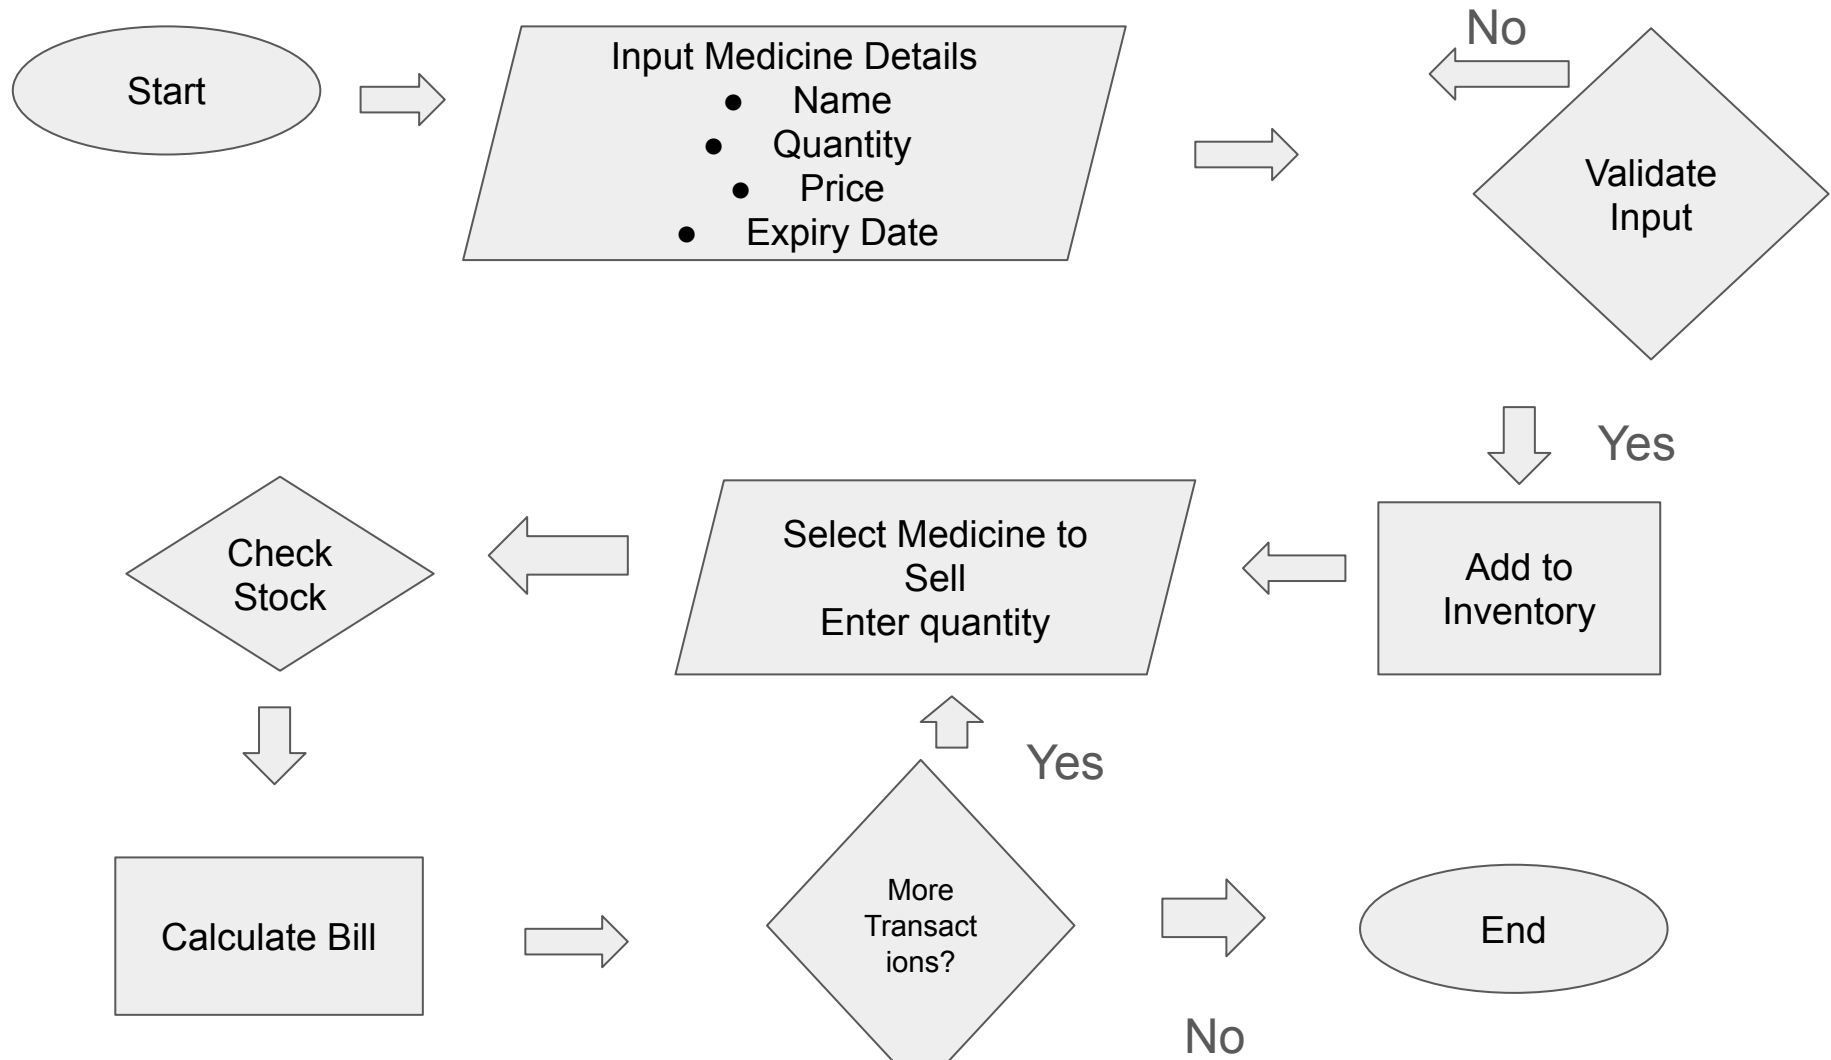 Start
Input Medicine Details
● Name
● Quantity
● Price
● Expiry Date
No
Validate
Input
Yes
Add to
Inventory
Select Medicine to
Sell
Enter quantity
Check
Stock
Calculate Bill
More
Transact
ions?
Yes
No
End